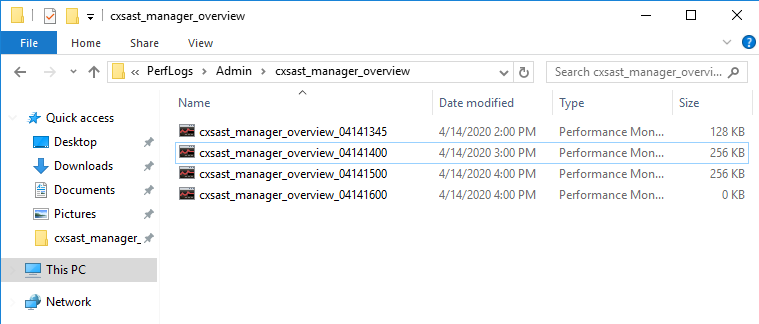 cxsast_manager_overview
File Home Share View
« PerfLogs › Admin › cxsast_manager_overview
Search cxsast_manager_overvi...
Name Date modified Type Size
Quick access
Desktop
Downloads
Documents
Pictures
cxsast_manager_
This PC
Network
cxsast_manager_overview_04141345 4/14/2020 2:00 PM Performance Mon... 128 KB
cxsast_manager_overview_04141400 4/14/2020 3:00 PM Performance Mon... 256 KB
cxsast_manager_overview_04141500 4/14/2020 4:00 PM Performance Mon... 256 KB
cxsast_manager_overview_04141600 4/14/2020 4:00 PM Performance Mon... 0 KB